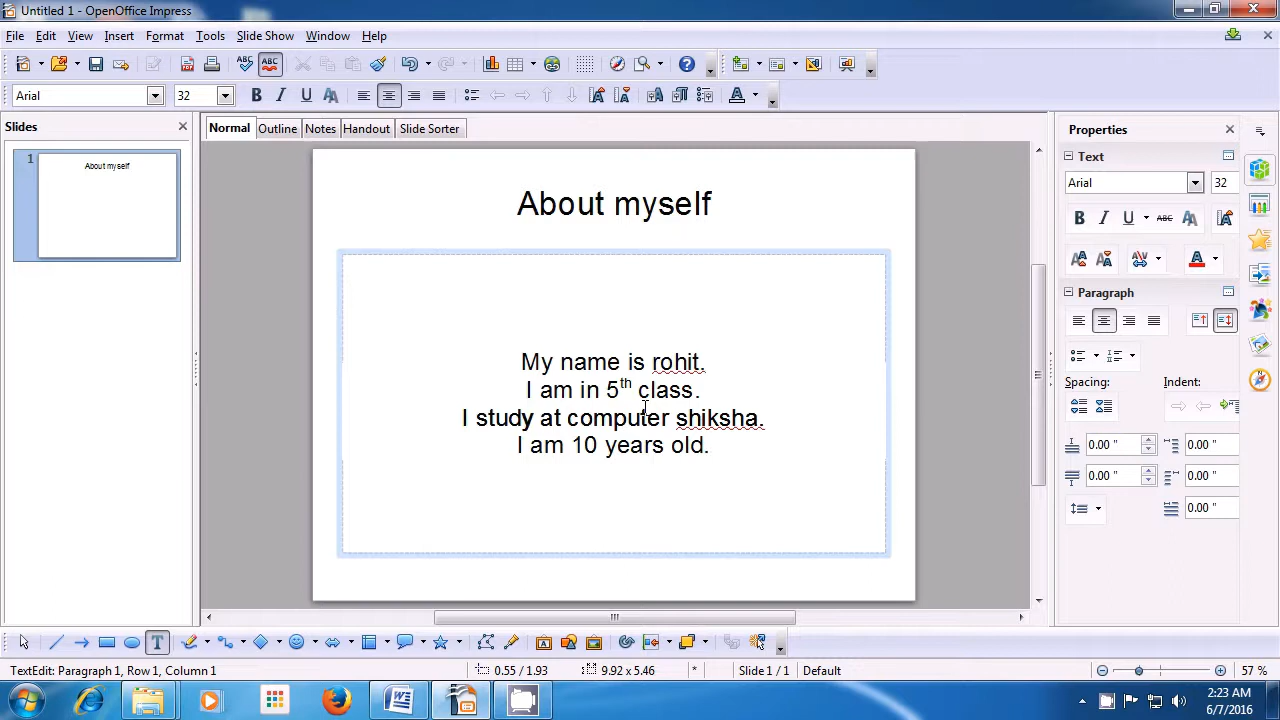 Untitled 1 - OpenOffice Impress
File Edit View Insert Format Tools Slide Show Window Help
Arial 32
Slides
Normal Outline Notes Handout Slide Sorter
Properties
1
About myself
Text
Arial 32
About myself
Paragraph
My name is rohit.
I am in 5th class.
I study at computer shiksha.
I am 10 years old.
Spacing: Indent:
0.00 " 0.00 "
0.00 " 0.00 "
0.00 "
TextEdit: Paragraph 1, Row 1, Column 1 0.55 / 1.93 9.92 x 5.46 * Slide 1 / 1 Default 57 %
2:23 AM
6/7/2016